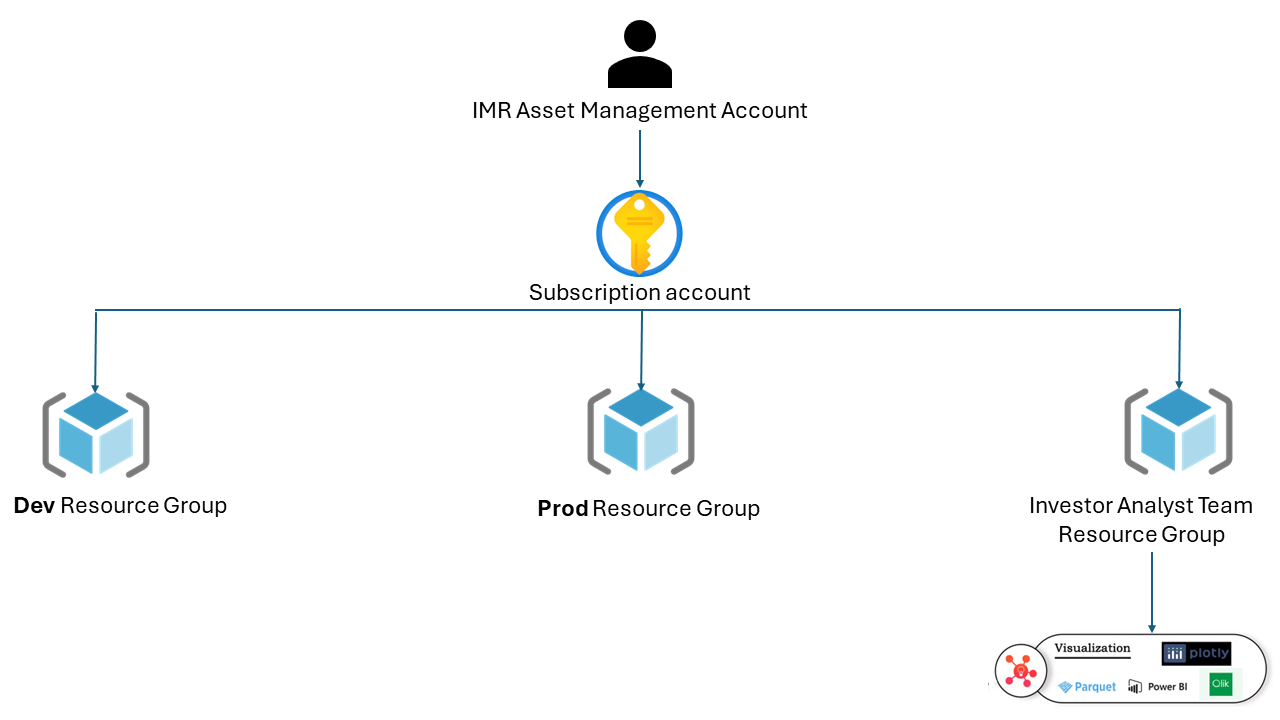 IMR Asset Management Account
Subscription account
Dev Resource Group
Prod Resource Group
Investor Analyst Team
Resource Group
Visualization
plotly
Parquet
Power BI
Qlik